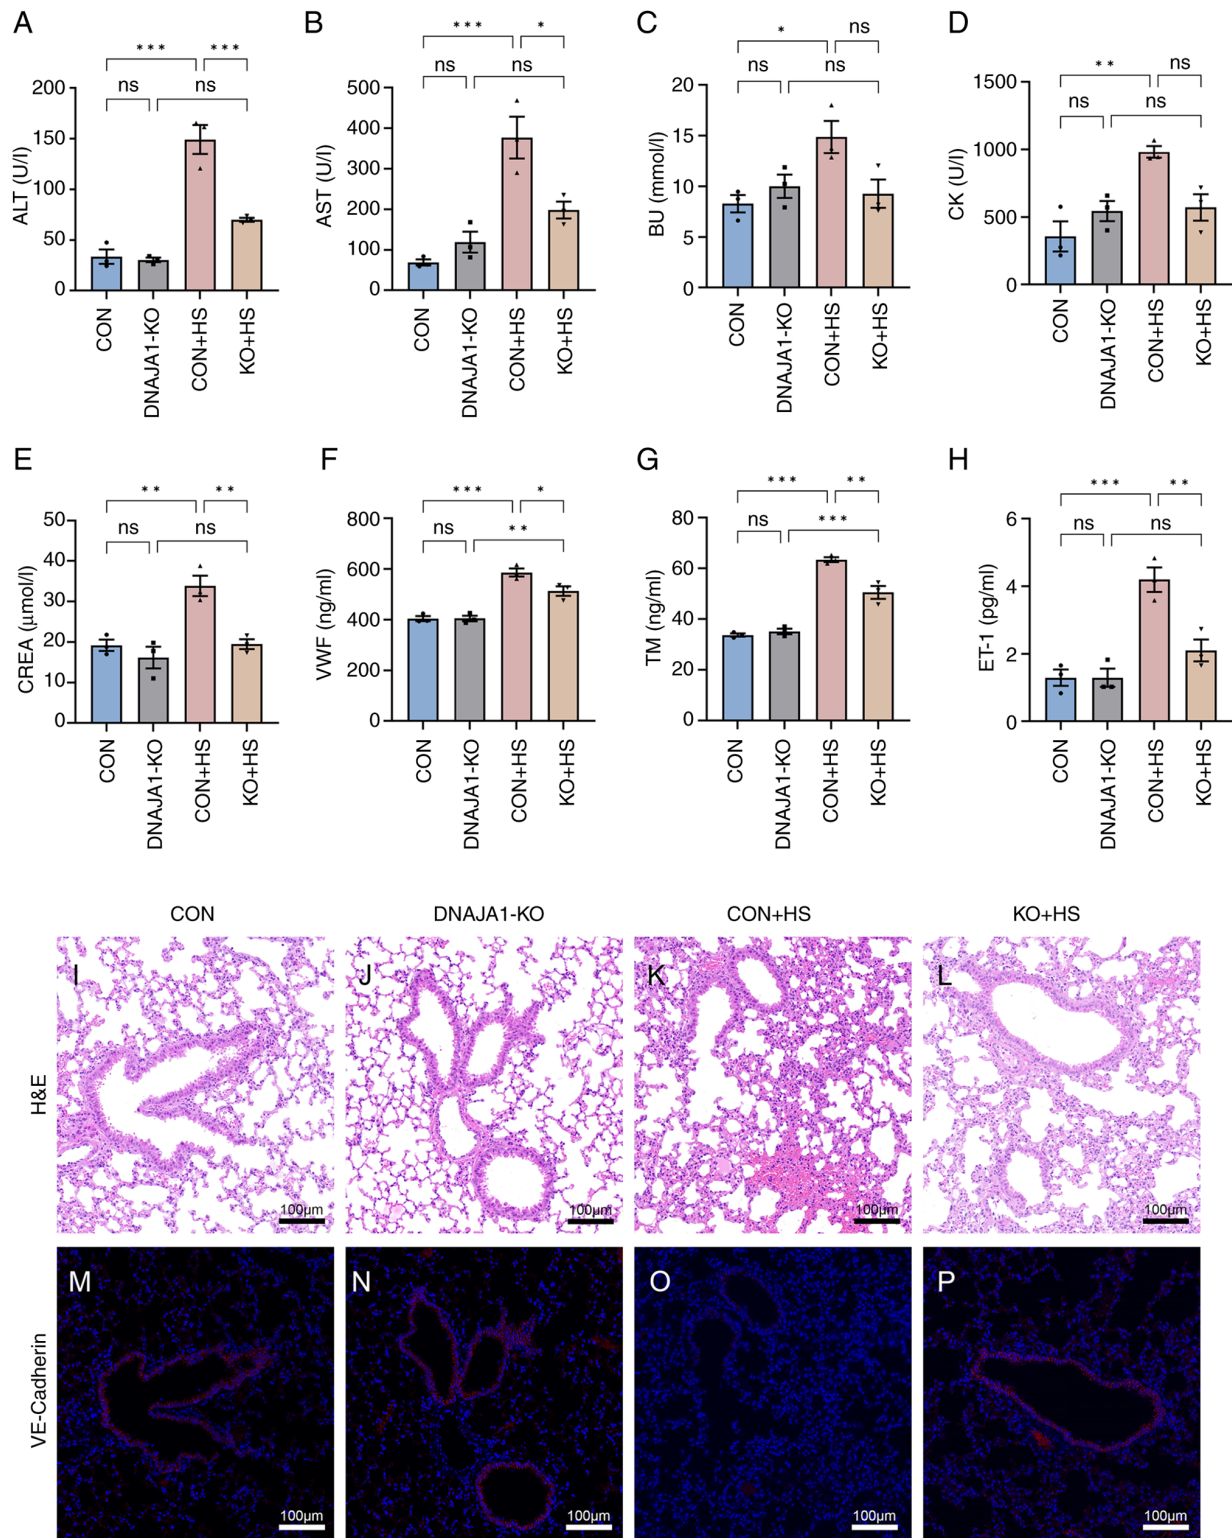 A
B
C
D
*** ***
ns ns
ALT (U/l)
200
150
100
50
0
CON
DNAJA1-KO
CON+HS
KO+HS
*** *
ns ns
AST (U/l)
500
400
300
200
100
0
CON
DNAJA1-KO
CON+HS
KO+HS
* ns
ns ns
BU (mmol/l)
20
15
10
5
0
CON
DNAJA1-KO
CON+HS
KO+HS
** ns
ns ns
CK (U/l)
1500
1000
500
0
CON
DNAJA1-KO
CON+HS
KO+HS
E
F
G
H
** **
ns ns
CREA (μmol/l)
50
40
30
20
10
0
CON
DNAJA1-KO
CON+HS
KO+HS
*** *
ns **
VWF (ng/ml)
800
600
400
200
0
CON
DNAJA1-KO
CON+HS
KO+HS
*** **
ns ***
TM (ng/ml)
80
60
40
20
0
CON
DNAJA1-KO
CON+HS
KO+HS
*** **
ns ns
ET-1 (pg/ml)
6
4
2
0
CON
DNAJA1-KO
CON+HS
KO+HS
CON DNAJA1-KO CON+HS KO+HS
H&E
I J K L
100μm 100μm 100μm 100μm
VE-Cadherin
M N O P
100μm 100μm 100μm 100μm